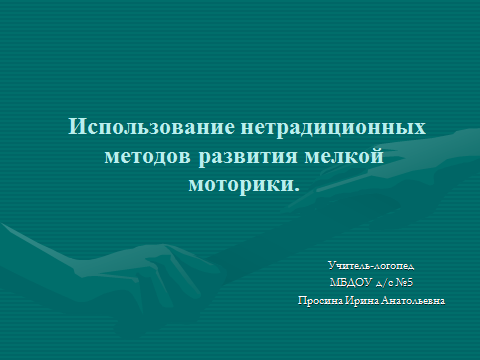 Использование нетрадиционных
методов развития мелкой
моторики.
Учитель-логопед
МБДОУ д/с №5
Просина Ирина Анатольевна